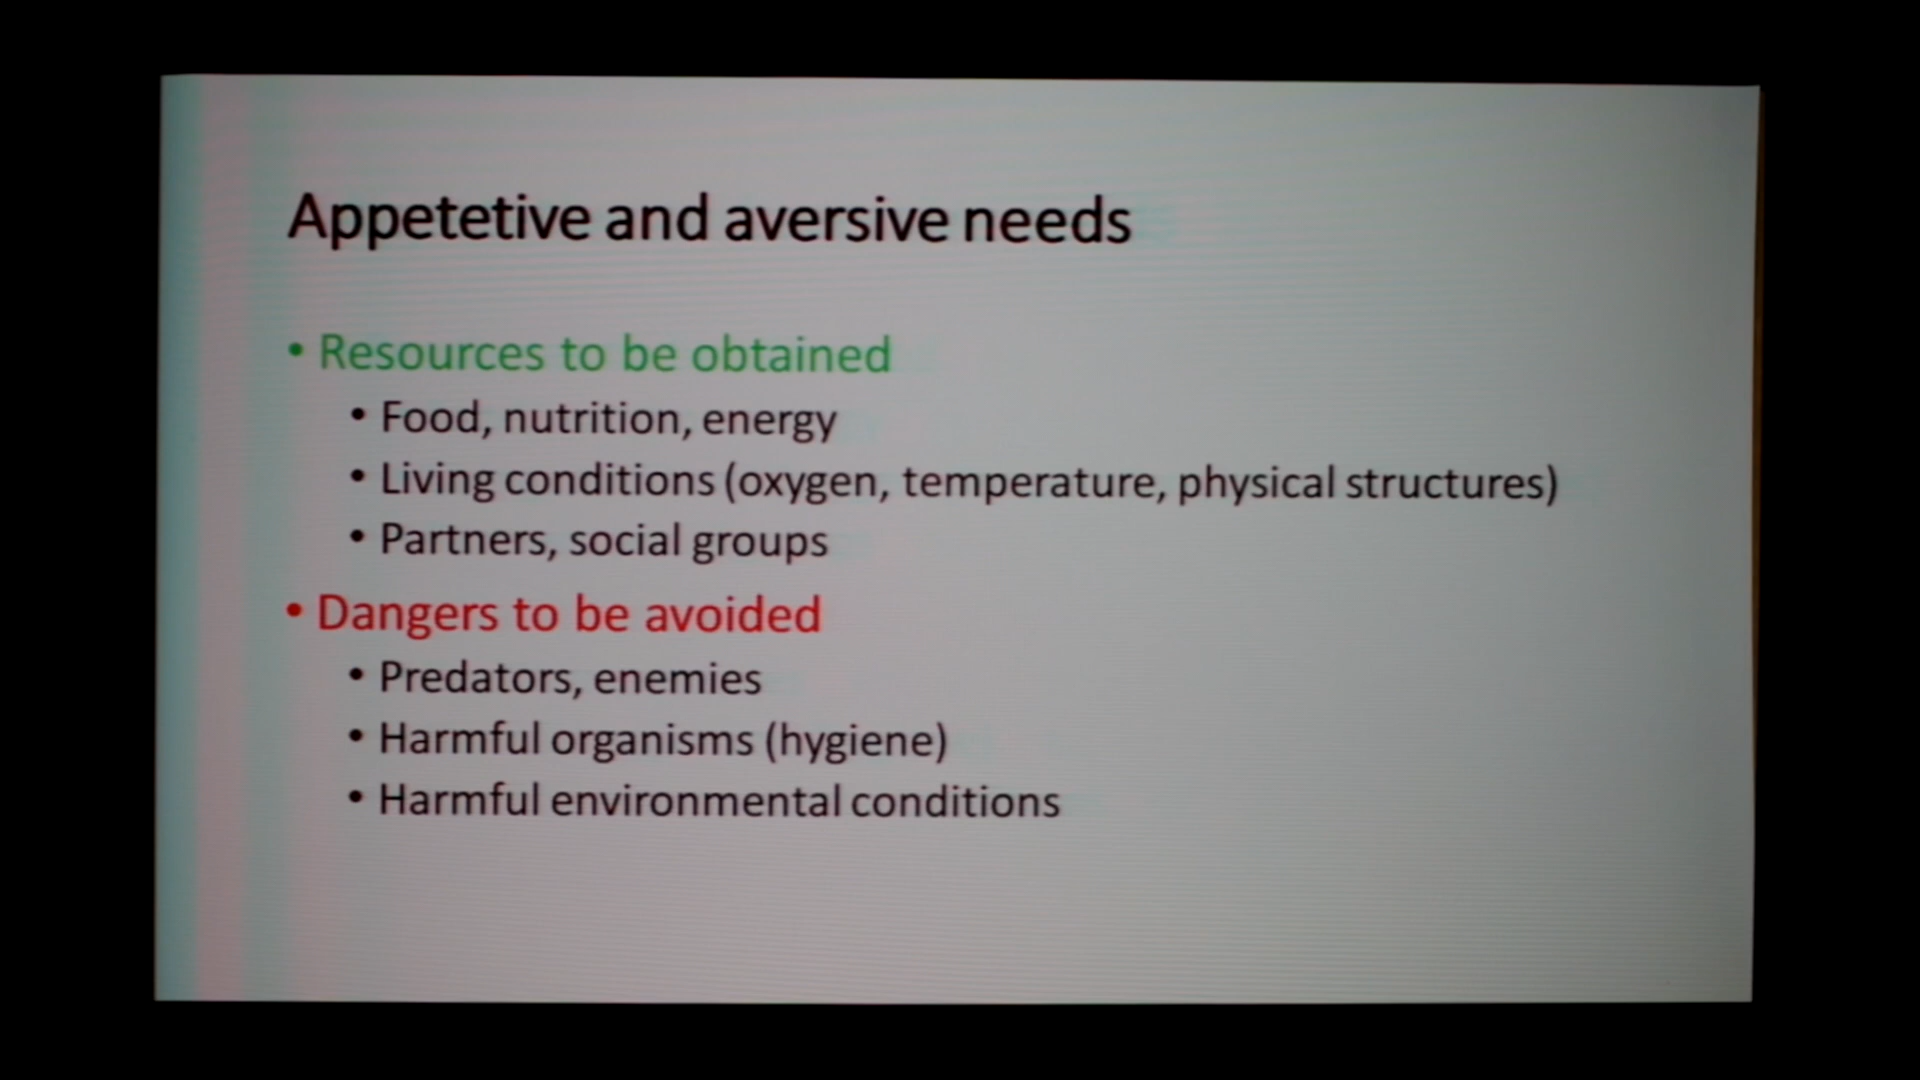 Appetetive and aversive needs
• Resources to be obtained
• Food, nutrition, energy
• Living conditions (oxygen, temperature, physical structures)
• Partners, social groups
• Dangers to be avoided
• Predators, enemies
• Harmful organisms (hygiene)
• Harmful environmental conditions